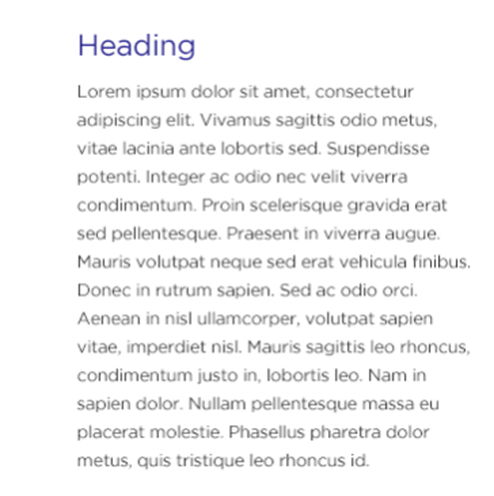 Heading
Lorem ipsum dolor sit amet, consectetur
adipiscing elit. Vivamus sagittis odio metus,
vitae lacinia ante lobortis sed. Suspendisse
potenti. Integer ac odio nec velit viverra
condimentum. Proin scelerisque gravida erat
sed pellentesque. Praesent in viverra augue.
Mauris volutpat neque sed erat vehicula finibus.
Donec in rutrum sapien. Sed ac odio orci.
Aenean in nisl ullamcorper, volutpat sapien
vitae, imperdiet nisl. Mauris sagittis leo rhoncus,
condimentum justo in, lobortis leo. Nam in
sapien dolor. Nullam pellentesque massa eu
placerat molestie. Phasellus pharetra dolor
metus, quis tristique leo rhoncus id.